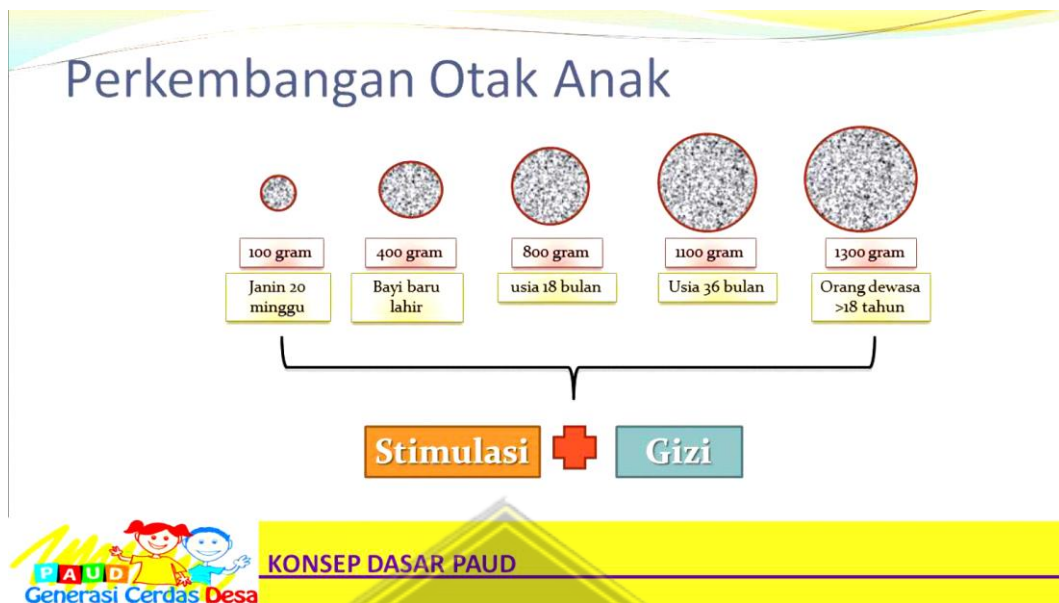 Perkembangan Otak Anak
100 gram
400 gram
800 gram
1100 gram
1300 gram
Janin 20
minggu
Bayi baru
lahir
usia 18 bulan
Usia 36 bulan
Orang dewasa
>18 tahun
Stimulasi
Gizi
PAUD
Generasi Cerdas Desa
KONSEP DASAR PAUD